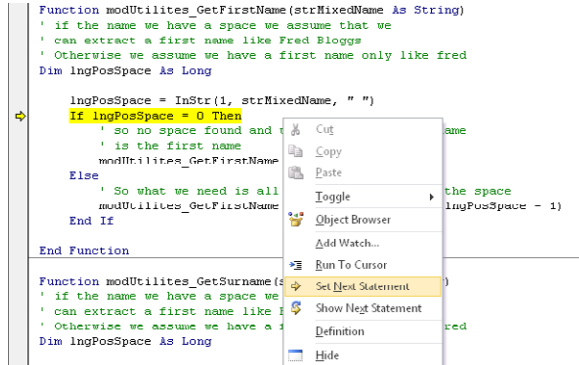 Function modUtilites_GetFirstName(strMixedName As String)
' if the name we have a space we assume that we
' can extract a first name like Fred Bloggs
' Otherwise we assume we have a first name only like fred
Dim lngPosSpace As Long
lngPosSpace = InStr(1, strMixedName, " ")
If lngPosSpace = 0 Then
' so no space found and
' is the first name
modUtilites_GetFirstName
Else
' So what we need is all the space
modUtilites_GetFirstName lngPosSpace - 1)
End If
End Function
Function modUtilites_GetSurname(
' if the name we have a space we
' can extract a first name like
' Otherwise we assume we have a
Dim lngPosSpace As Long
Cut
Copy
Paste
Toggle
Object Browser
Add Watch...
Run To Cursor
Set Next Statement
Show Next Statement
Definition
Hide